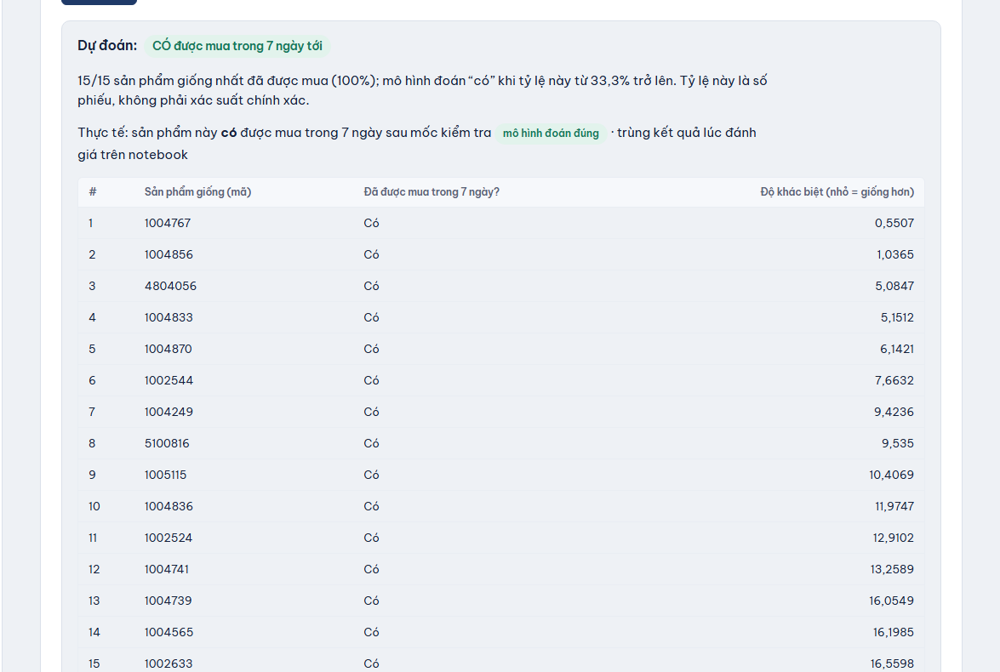 Dự đoán: CÓ được mua trong 7 ngày tới
15/15 sản phẩm giống nhất đã được mua (100%); mô hình đoán “có” khi tỷ lệ này từ 33,3% trở lên. Tỷ lệ này là số
phiếu, không phải xác suất chính xác.
Thực tế: sản phẩm này có được mua trong 7 ngày sau mốc kiểm tra mô hình đoán đúng · trùng kết quả lúc đánh
giá trên notebook
# Sản phẩm giống (mã) Đã được mua trong 7 ngày? Độ khác biệt (nhỏ = giống hơn)
1 1004767 Có 0,5507
2 1004856 Có 1,0365
3 4804056 Có 5,0847
4 1004833 Có 5,1512
5 1004870 Có 6,1421
6 1002544 Có 7,6632
7 1004249 Có 9,4236
8 5100816 Có 9,535
9 1005115 Có 10,4069
10 1004836 Có 11,9747
11 1002524 Có 12,9102
12 1004741 Có 13,2589
13 1004739 Có 16,0549
14 1004565 Có 16,1985
15 1002633 Có 16,5598